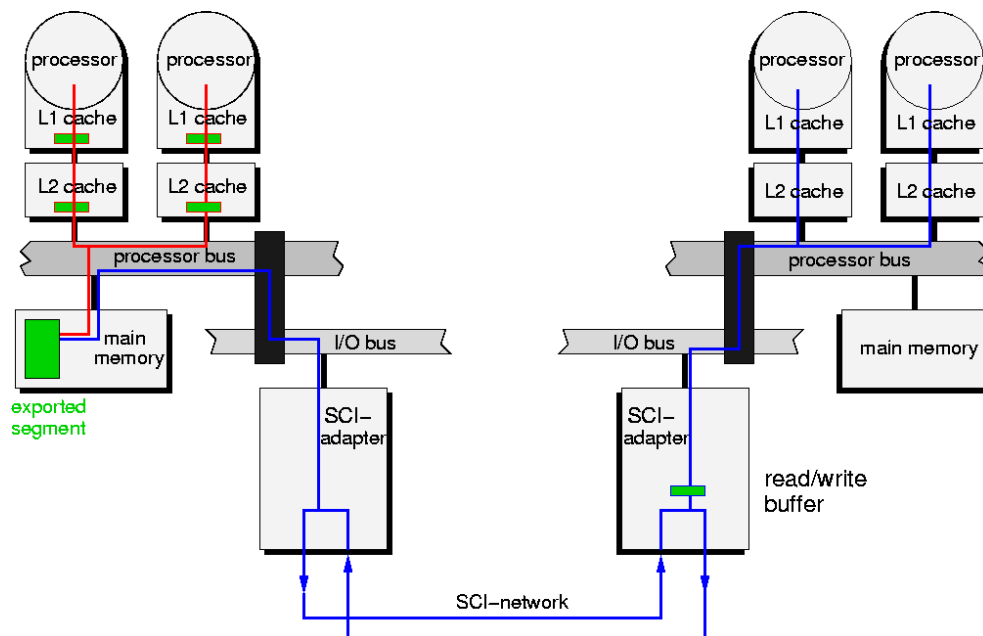 processor
processor
processor
processor
L1 cache
L1 cache
L1 cache
L1 cache
L2 cache
L2 cache
L2 cache
L2 cache
processor bus
processor bus
main
memory
I/O bus
I/O bus
main memory
exported
segment
SCI–
adapter
SCI–
adapter
read/write
buffer
SCI–network